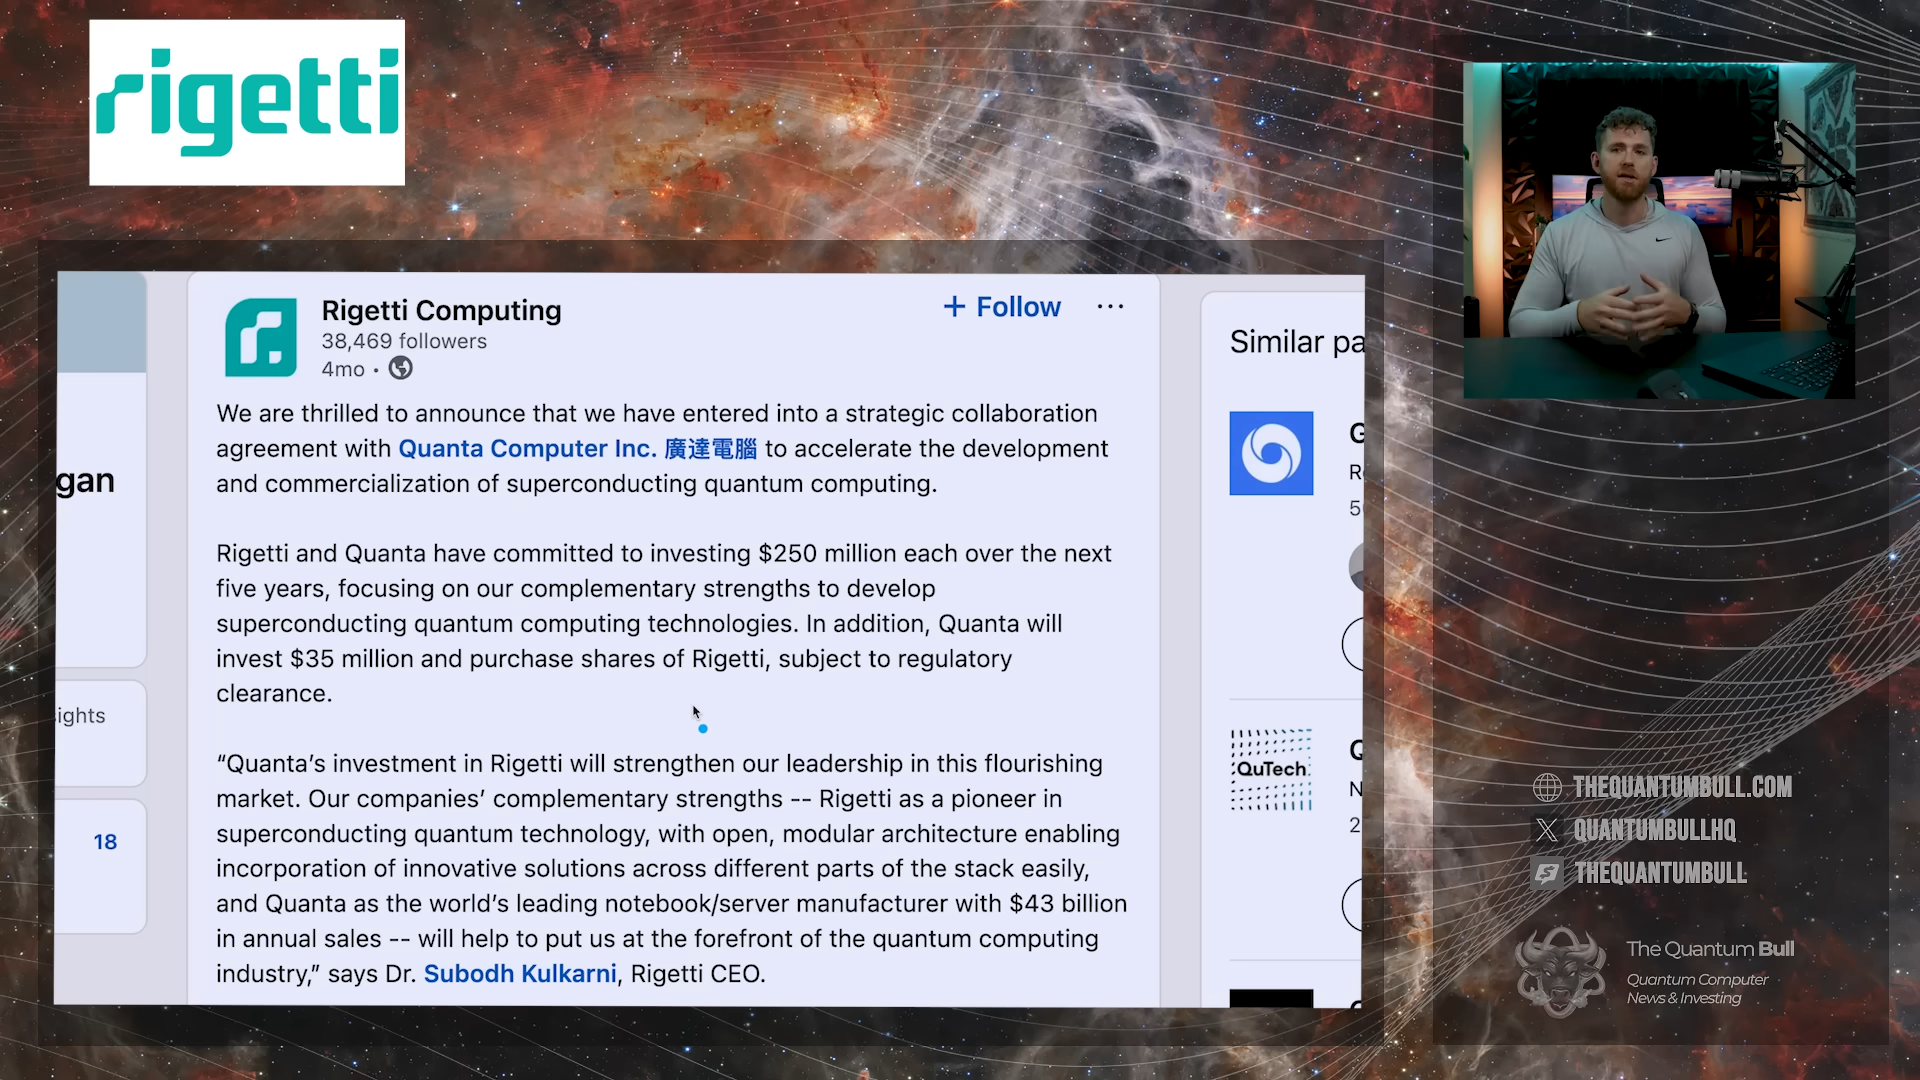 rigetti
Rigetti Computing
+ Follow
38,469 followers
4mo •
We are thrilled to announce that we have entered into a strategic collaboration
agreement with Quanta Computer Inc. 廣達電腦 to accelerate the development
and commercialization of superconducting quantum computing.
Rigetti and Quanta have committed to investing $250 million each over the next
five years, focusing on our complementary strengths to develop
superconducting quantum computing technologies. In addition, Quanta will
invest $35 million and purchase shares of Rigetti, subject to regulatory
clearance.
“Quanta’s investment in Rigetti will strengthen our leadership in this flourishing
market. Our companies’ complementary strengths -- Rigetti as a pioneer in
superconducting quantum technology, with open, modular architecture enabling
incorporation of innovative solutions across different parts of the stack easily,
and Quanta as the world’s leading notebook/server manufacturer with $43 billion
in annual sales -- will help to put us at the forefront of the quantum computing
industry,” says Dr. Subodh Kulkarni, Rigetti CEO.
gan
ights
18
Similar pa
G
R
5
QuTech
Q
N
2
THEQUANTUMBULL.COM
X QUANTUMBULLHQ
THEQUANTUMBULL
The Quantum Bull
Quantum Computer
News & Investing